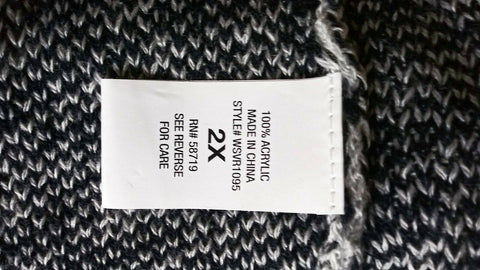 100% ACRYLIC
MADE IN CHINA
STYLE# WSVR1095
2X
RN# 58719
SEE REVERSE
FOR CARE